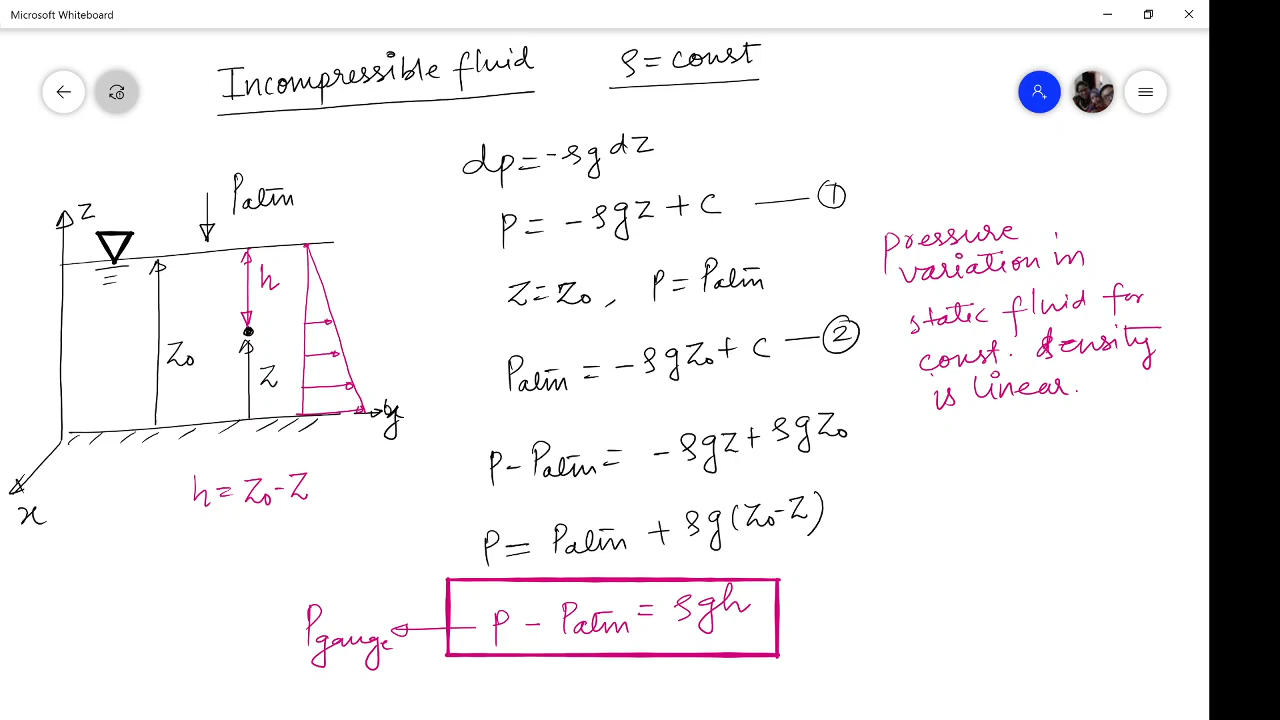 Microsoft Whiteboard
Incompressible fluid ρ = const
dp = -ρg dz
Patm
z
P = -ρgz + c — ①
z = z₀, P = Patm
h
z₀
z
Patm = -ρgz₀ + c — ②
y
x
h = z₀ - z
P - Patm = -ρgz + ρgz₀
P = Patm + ρg(z₀ - z)
P - Patm = ρgh
Pgauge
Pressure
variation in
static fluid for
const. density
is linear.